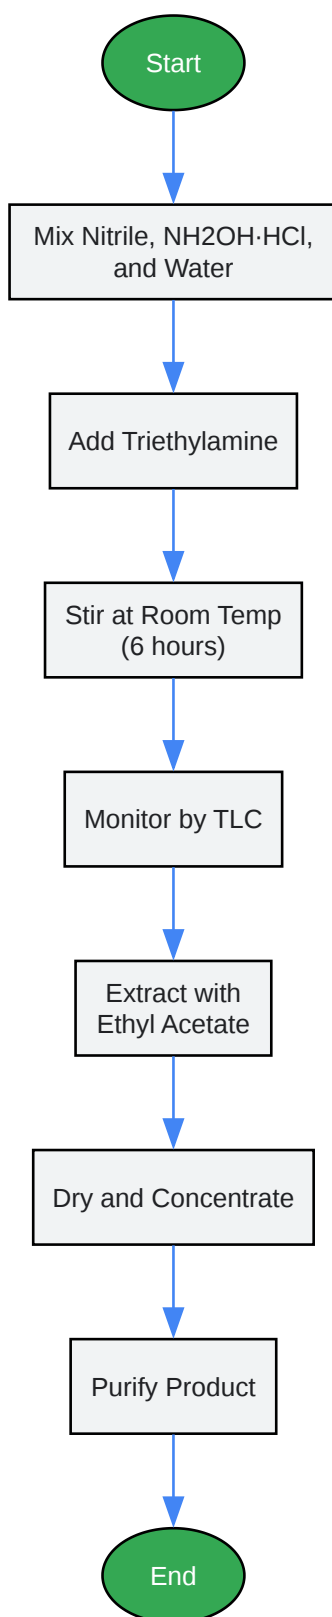 Start
Mix Nitrile, NH2OH·HCl,
and Water
Add Triethylamine
Stir at Room Temp
(6 hours)
Monitor by TLC
Extract with
Ethyl Acetate
Dry and Concentrate
Purify Product
End